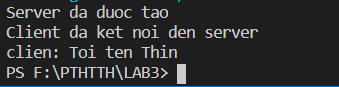 Server da duoc tao
Client da ket noi den server
clien: Toi ten Thin
PS F:\PTHTTH\LAB3>